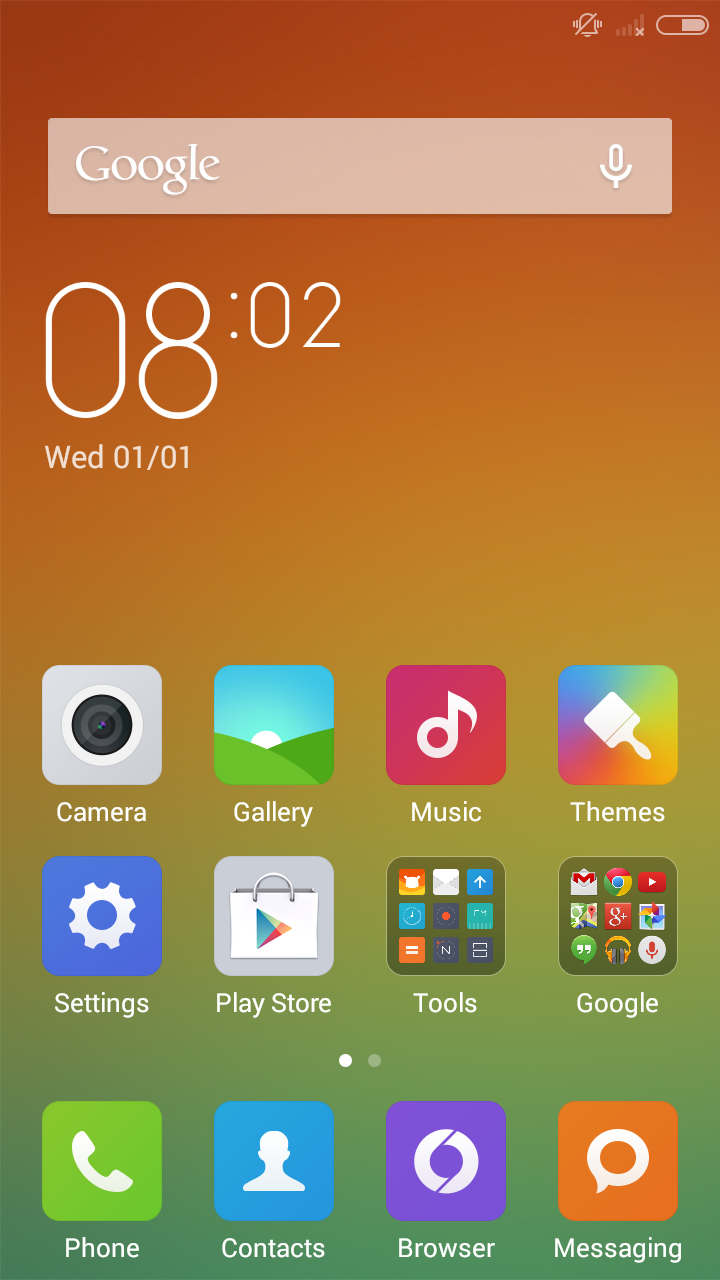 Google
08:02
Wed 01/01
Camera
Gallery
Music
Themes
Settings
Play Store
Tools
Google
Phone
Contacts
Browser
Messaging